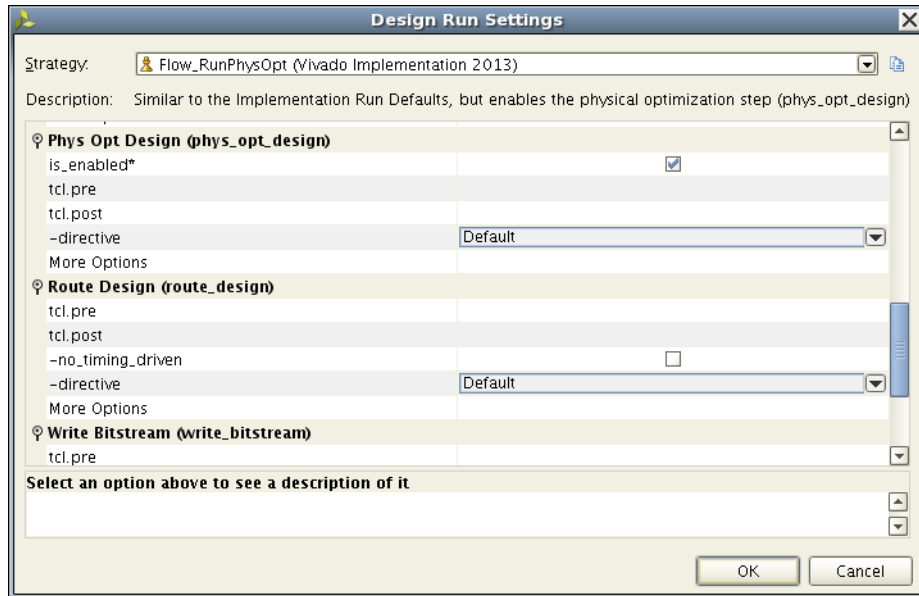 Design Run Settings
Strategy: Flow_RunPhysOpt (Vivado Implementation 2013)
Description: Similar to the Implementation Run Defaults, but enables the physical optimization step (phys_opt_design)
Phys Opt Design (phys_opt_design)
is_enabled*
tcl.pre
tcl.post
-directive Default
More Options
Route Design (route_design)
tcl.pre
tcl.post
-no_timing_driven
-directive Default
More Options
Write Bitstream (write_bitstream)
tcl.pre
Select an option above to see a description of it
OK Cancel